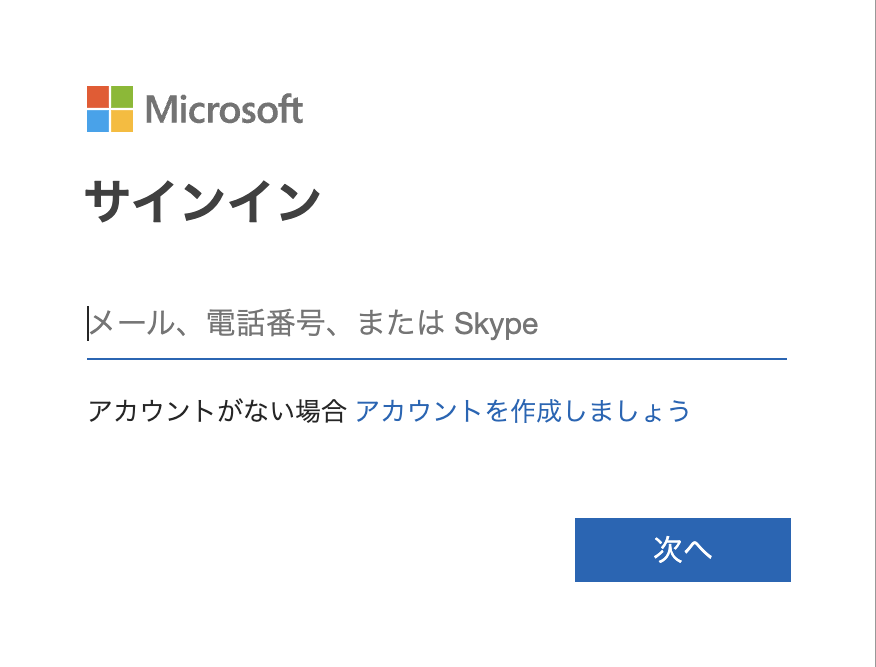 Microsoft
サインイン
メール、電話番号、または Skype
アカウントがない場合 アカウントを作成しましょう
次へ